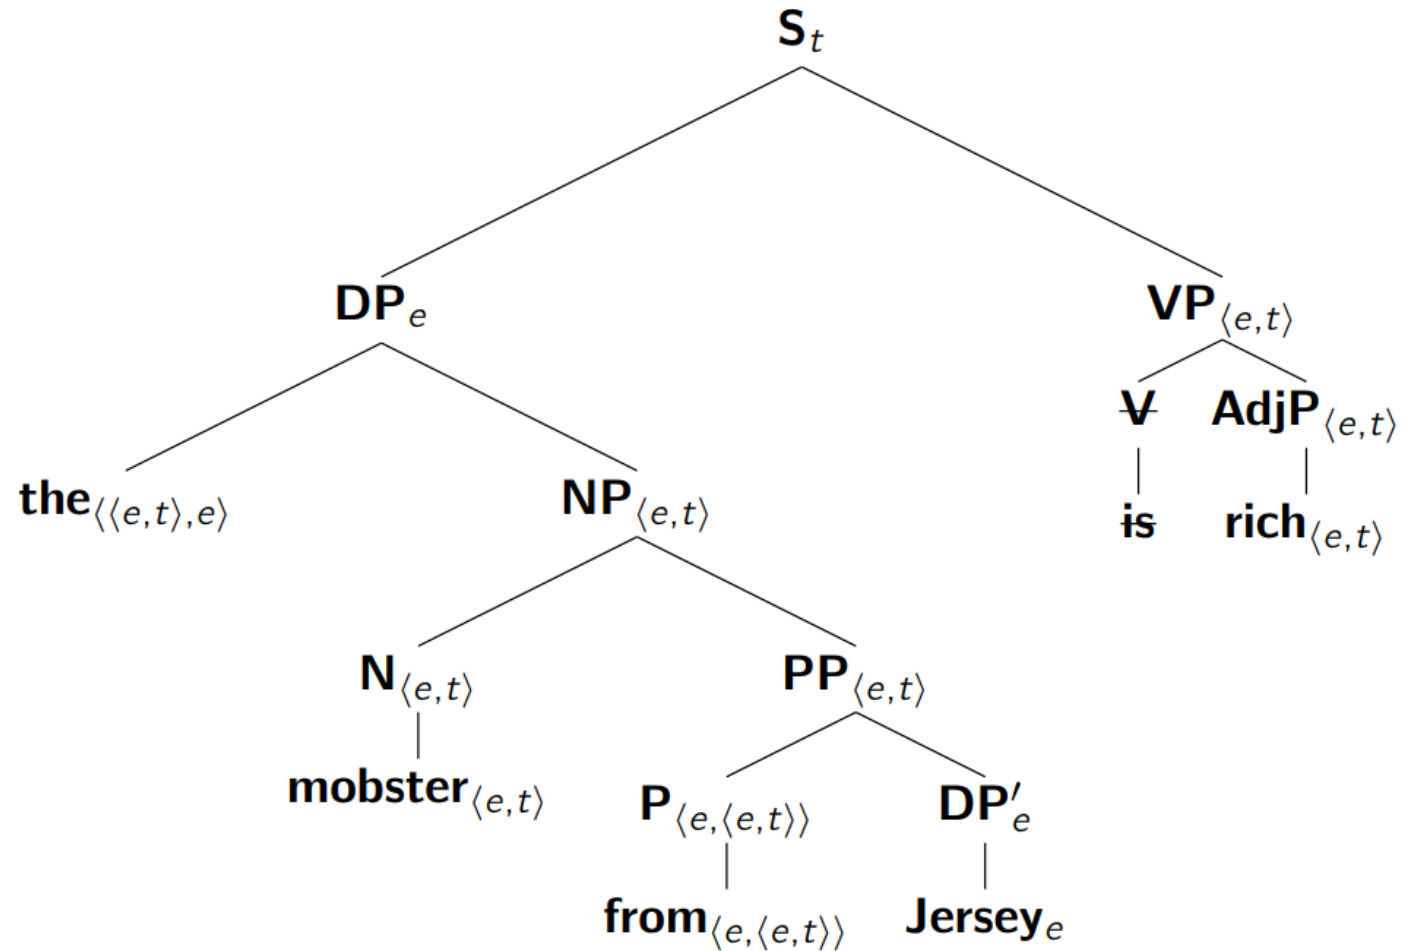 S_t
DP_e VP_⟨e,t⟩
V AdjP_⟨e,t⟩
the_⟨⟨e,t⟩,e⟩ NP_⟨e,t⟩ is rich_⟨e,t⟩
N_⟨e,t⟩ PP_⟨e,t⟩
mobster_⟨e,t⟩ P_⟨e,⟨e,t⟩⟩ DP′_e
from_⟨e,⟨e,t⟩⟩ Jersey_e